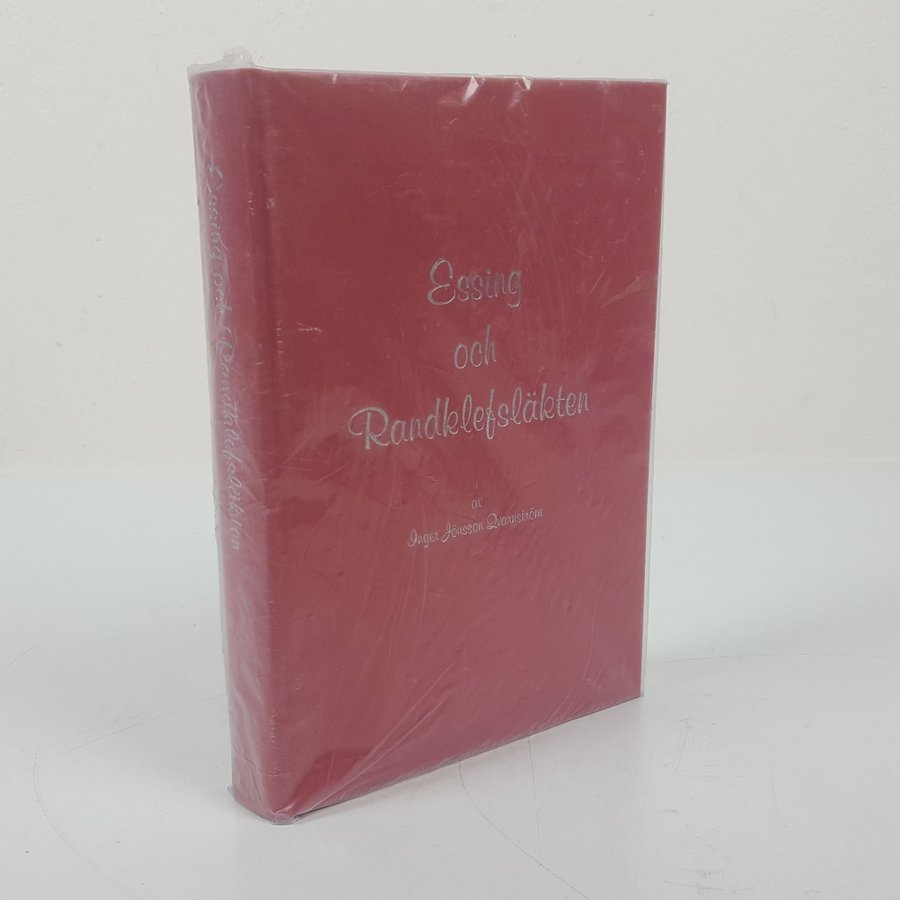 Essing
och
Randklefsläkten
av
Inger Jönsson Qvarnström
Essing och Randklefsläkten